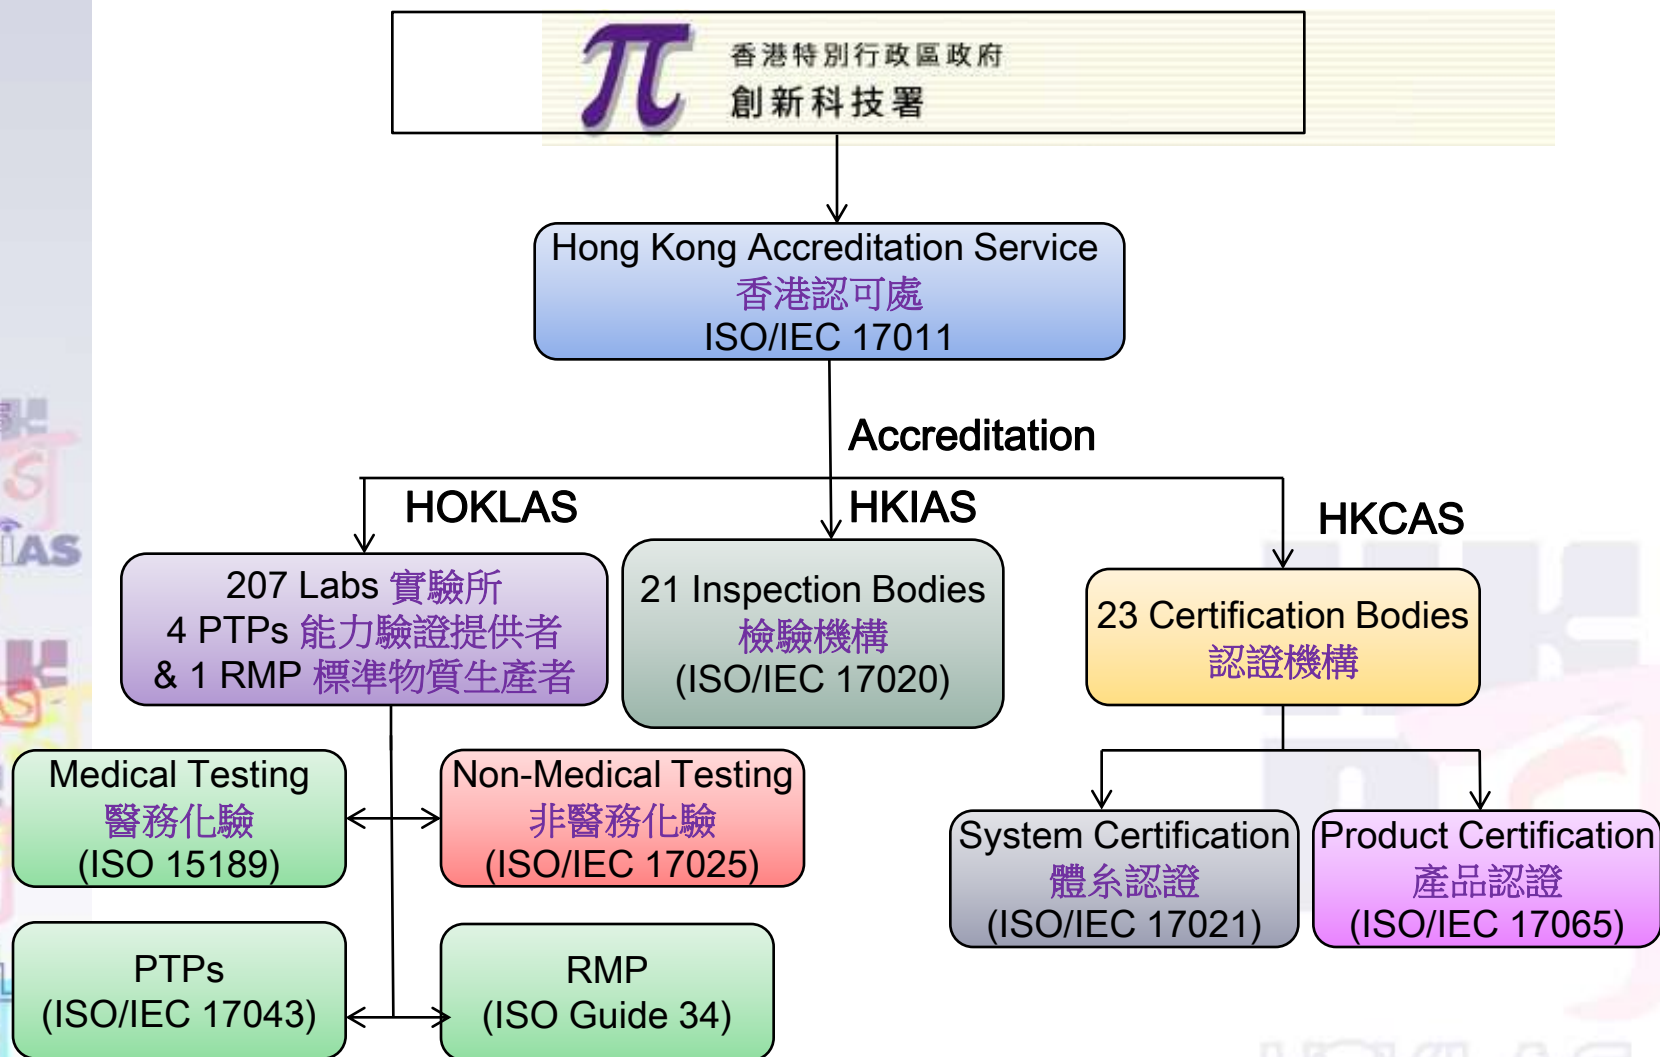 香港特別行政區政府
創新科技署
Hong Kong Accreditation Service
香港認可處
ISO/IEC 17011
Accreditation
HOKLAS
HKIAS
HKCAS
207 Labs 實驗所
4 PTPs 能力驗證提供者
& 1 RMP 標準物質生產者
21 Inspection Bodies
檢驗機構
(ISO/IEC 17020)
23 Certification Bodies
認證機構
Medical Testing
醫務化驗
(ISO 15189)
Non-Medical Testing
非醫務化驗
(ISO/IEC 17025)
System Certification
體系認證
(ISO/IEC 17021)
Product Certification
產品認證
(ISO/IEC 17065)
PTPs
(ISO/IEC 17043)
RMP
(ISO Guide 34)